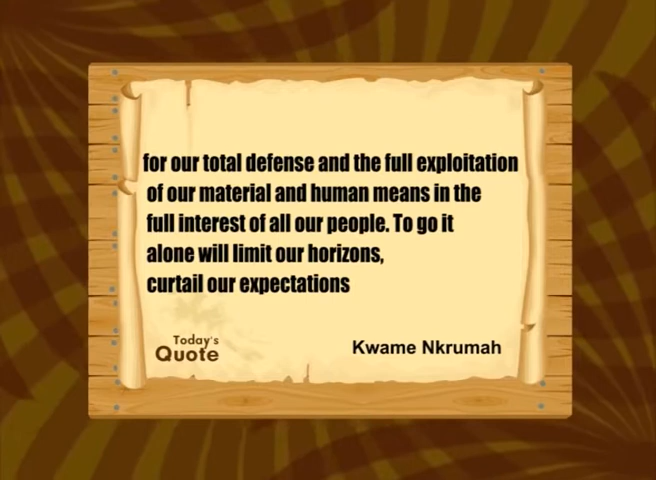 for our total defense and the full exploitation
of our material and human means in the
full interest of all our people. To go it
alone will limit our horizons,
curtail our expectations
Today's
Quote
Kwame Nkrumah